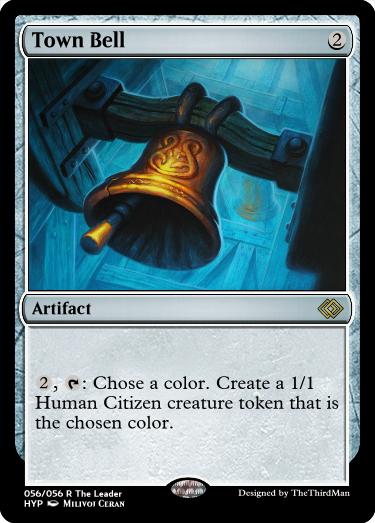 Town Bell 2
Artifact
2, T: Chose a color. Create a 1/1
Human Citizen creature token that is
the chosen color.
056/056 R The Leader
HYP Milivoj Ceran
Designed by TheThirdMan